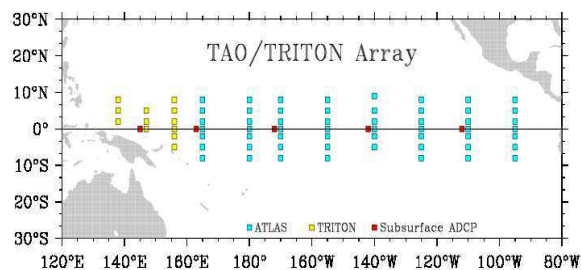 30°N
TAO/TRITON Array
20°N
10°N
0°
10°S
20°S
ATLAS TRITON Subsurface ADCP
30°S
120°E 140°E 160°E 180° 160°W 140°W 120°W 100°W 80°W